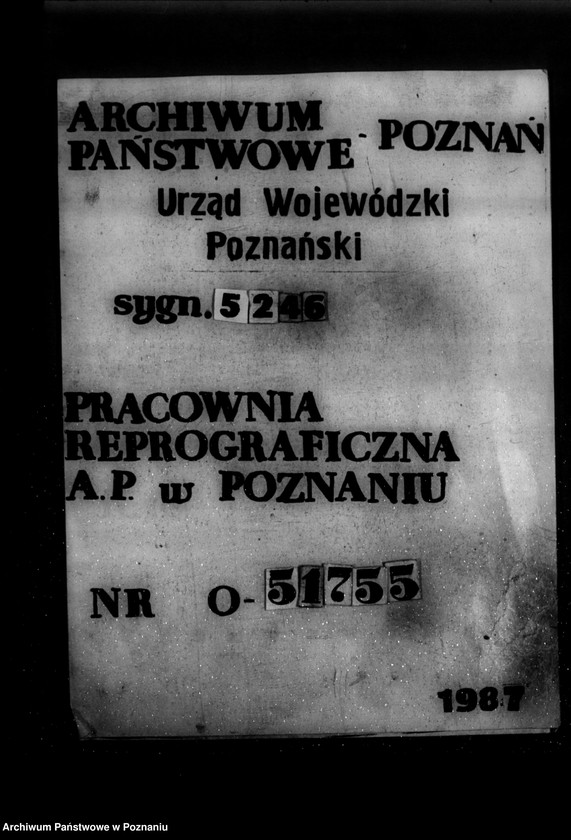 ARCHIWUM
PAŃSTWOWE - POZNAŃ
Urząd Wojewódzki
Poznański
sygn. 5246
PRACOWNIA
REPROGRAFICZNA
A.P. w POZNANIU
NR O-51755
1987
Archiwum Państwowe w Poznaniu